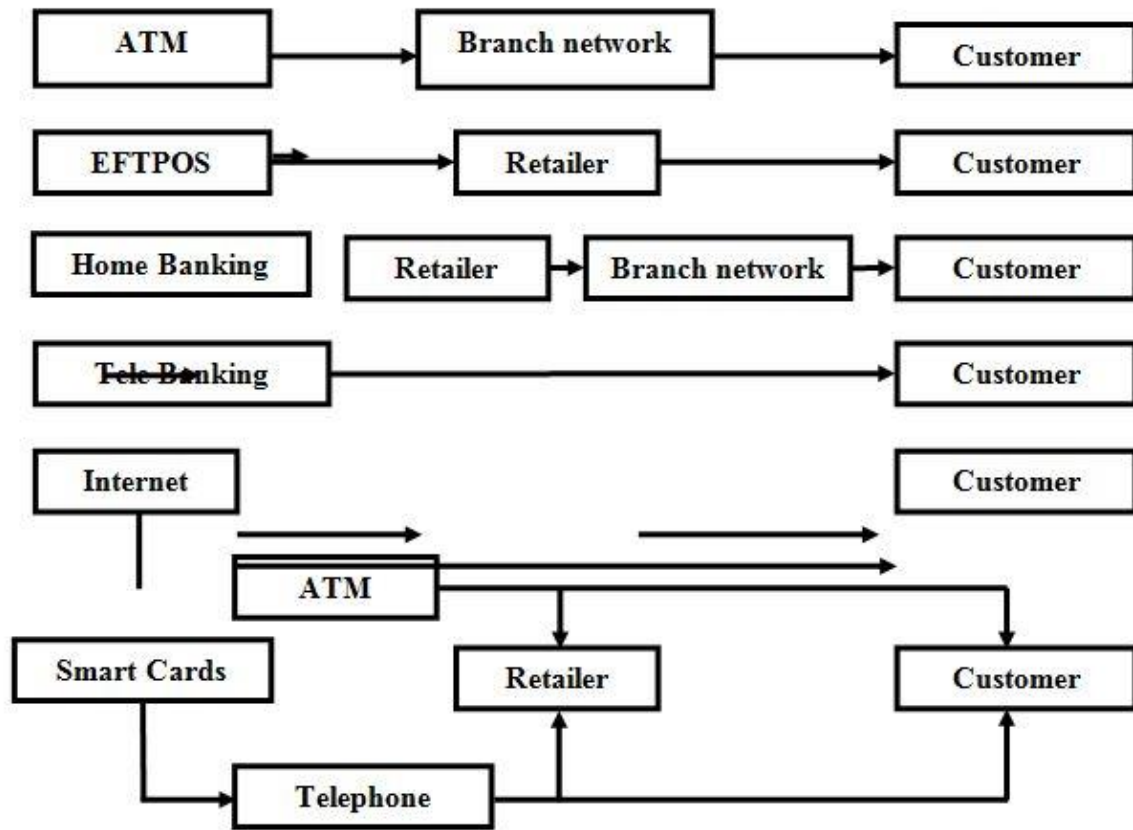 ATM
Branch network
Customer
EFTPOS
Retailer
Customer
Home Banking
Retailer
Branch network
Customer
Tele Banking
Customer
Internet
Customer
ATM
Smart Cards
Retailer
Customer
Telephone